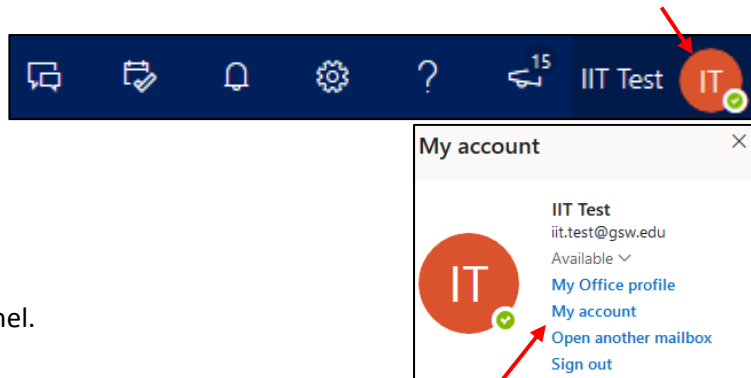 ? 15 IIT Test IT
My account
IIT Test
iit.test@gsw.edu
Available
IT
My Office profile
My account
nel.
Open another mailbox
Sign out